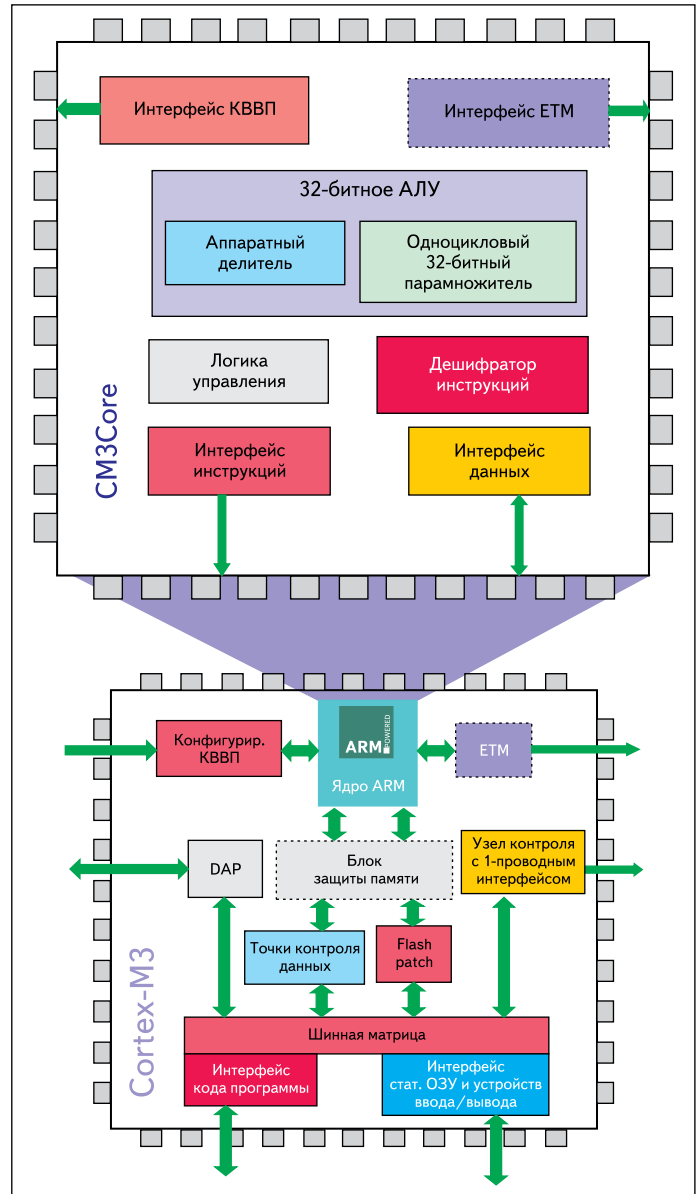 Интерфейс КВВП
Интерфейс ETM
32-битное АЛУ
Аппаратный
делитель
Одноцикловый
32-битный
парамножитель
Логика
управления
Дешифратор
инструкций
CM3Core
Интерфейс
инструкций
Интерфейс
данных
Конфигурир.
КВВП
ARM
POWERED
Ядро ARM
ETM
DAP
Блок
защиты памяти
Узел контроля
с 1-проводным
интерфейсом
Точки контроля
данных
Flash
patch
Cortex-M3
Шинная матрица
Интерфейс
кода программы
Интерфейс
стат. ОЗУ и устройств
ввода/вывода